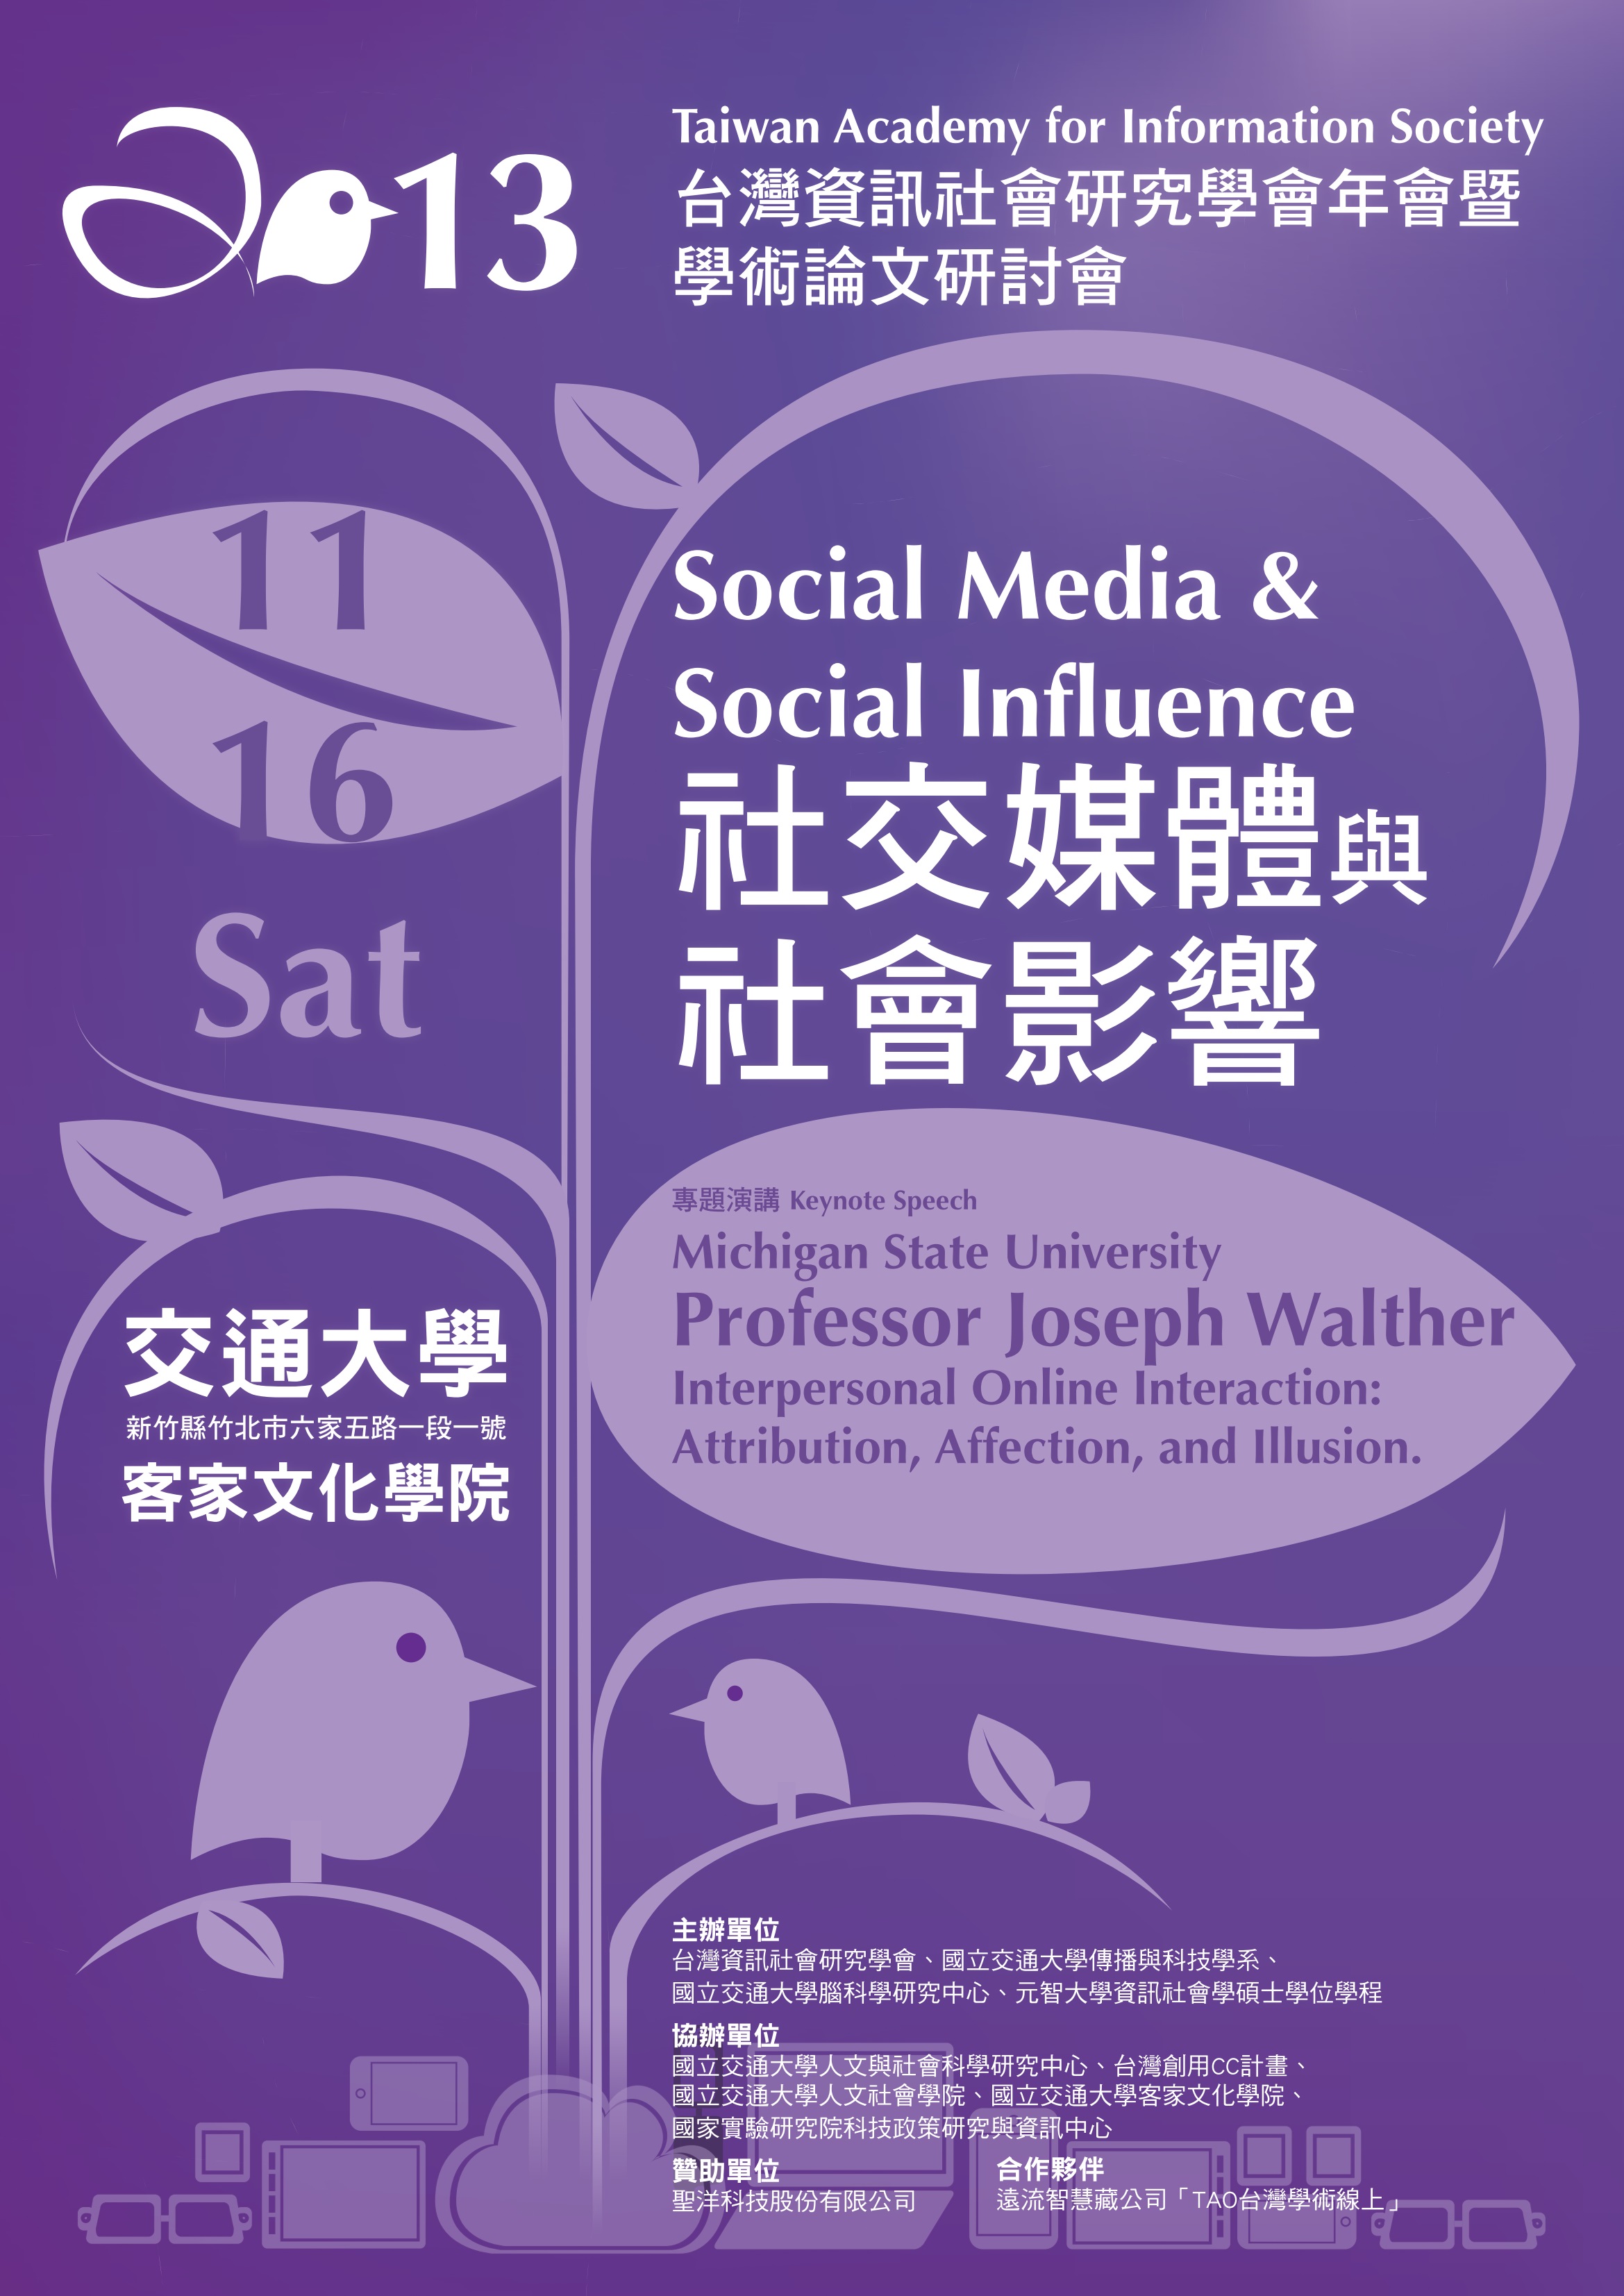 2013
Taiwan Academy for Information Society
台灣資訊社會研究學會年會暨
學術論文研討會
11
16
Sat
Social Media &
Social Influence
社交媒體與
社會影響
專題演講 Keynote Speech
Michigan State University
Professor Joseph Walther
Interpersonal Online Interaction:
Attribution, Affection, and Illusion.
交通大學
新竹縣竹北市六家五路一段一號
客家文化學院
主辦單位
台灣資訊社會研究學會、國立交通大學傳播與科技學系、
國立交通大學腦科學研究中心、元智大學資訊社會學碩士學位學程
協辦單位
國立交通大學人文與社會科學研究中心、台灣創用CC計畫、
國立交通大學人文社會學院、國立交通大學客家文化學院、
國家實驗研究院科技政策研究與資訊中心
贊助單位
聖洋科技股份有限公司
合作夥伴
遠流智慧藏公司「TAO台灣學術線上」